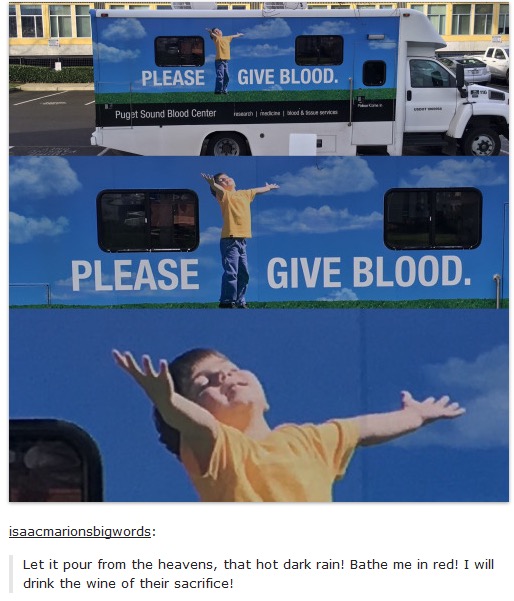 PLEASE GIVE BLOOD.
Puget Sound Blood Center research | medicine | blood & tissue services
PLEASE GIVE BLOOD.
isaacmarionsbigwords:
Let it pour from the heavens, that hot dark rain! Bathe me in red! I will
drink the wine of their sacrifice!